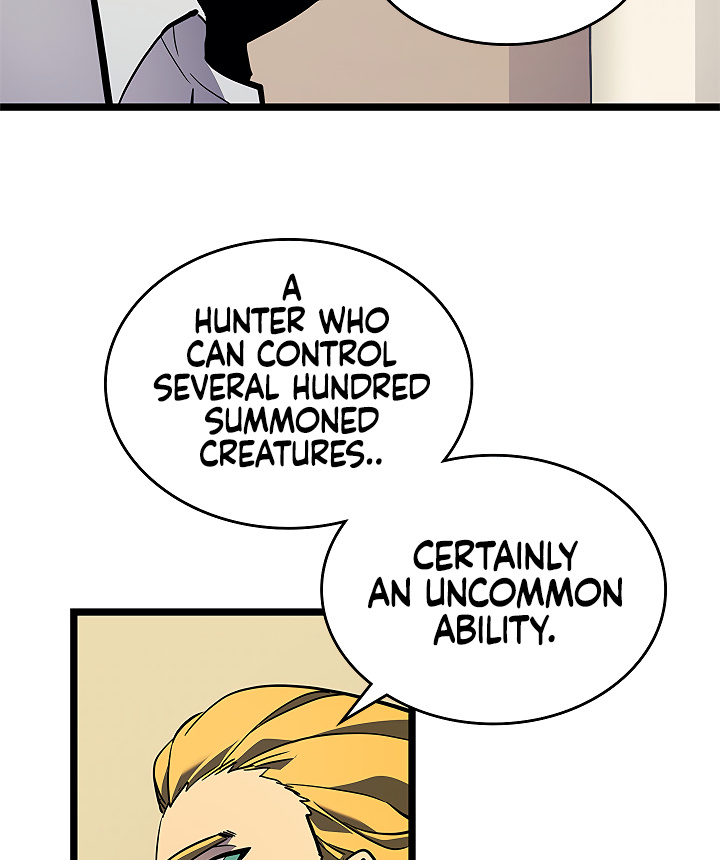 A
HUNTER WHO
CAN CONTROL
SEVERAL HUNDRED
SUMMONED
CREATURES..
CERTAINLY
AN UNCOMMON
ABILITY.